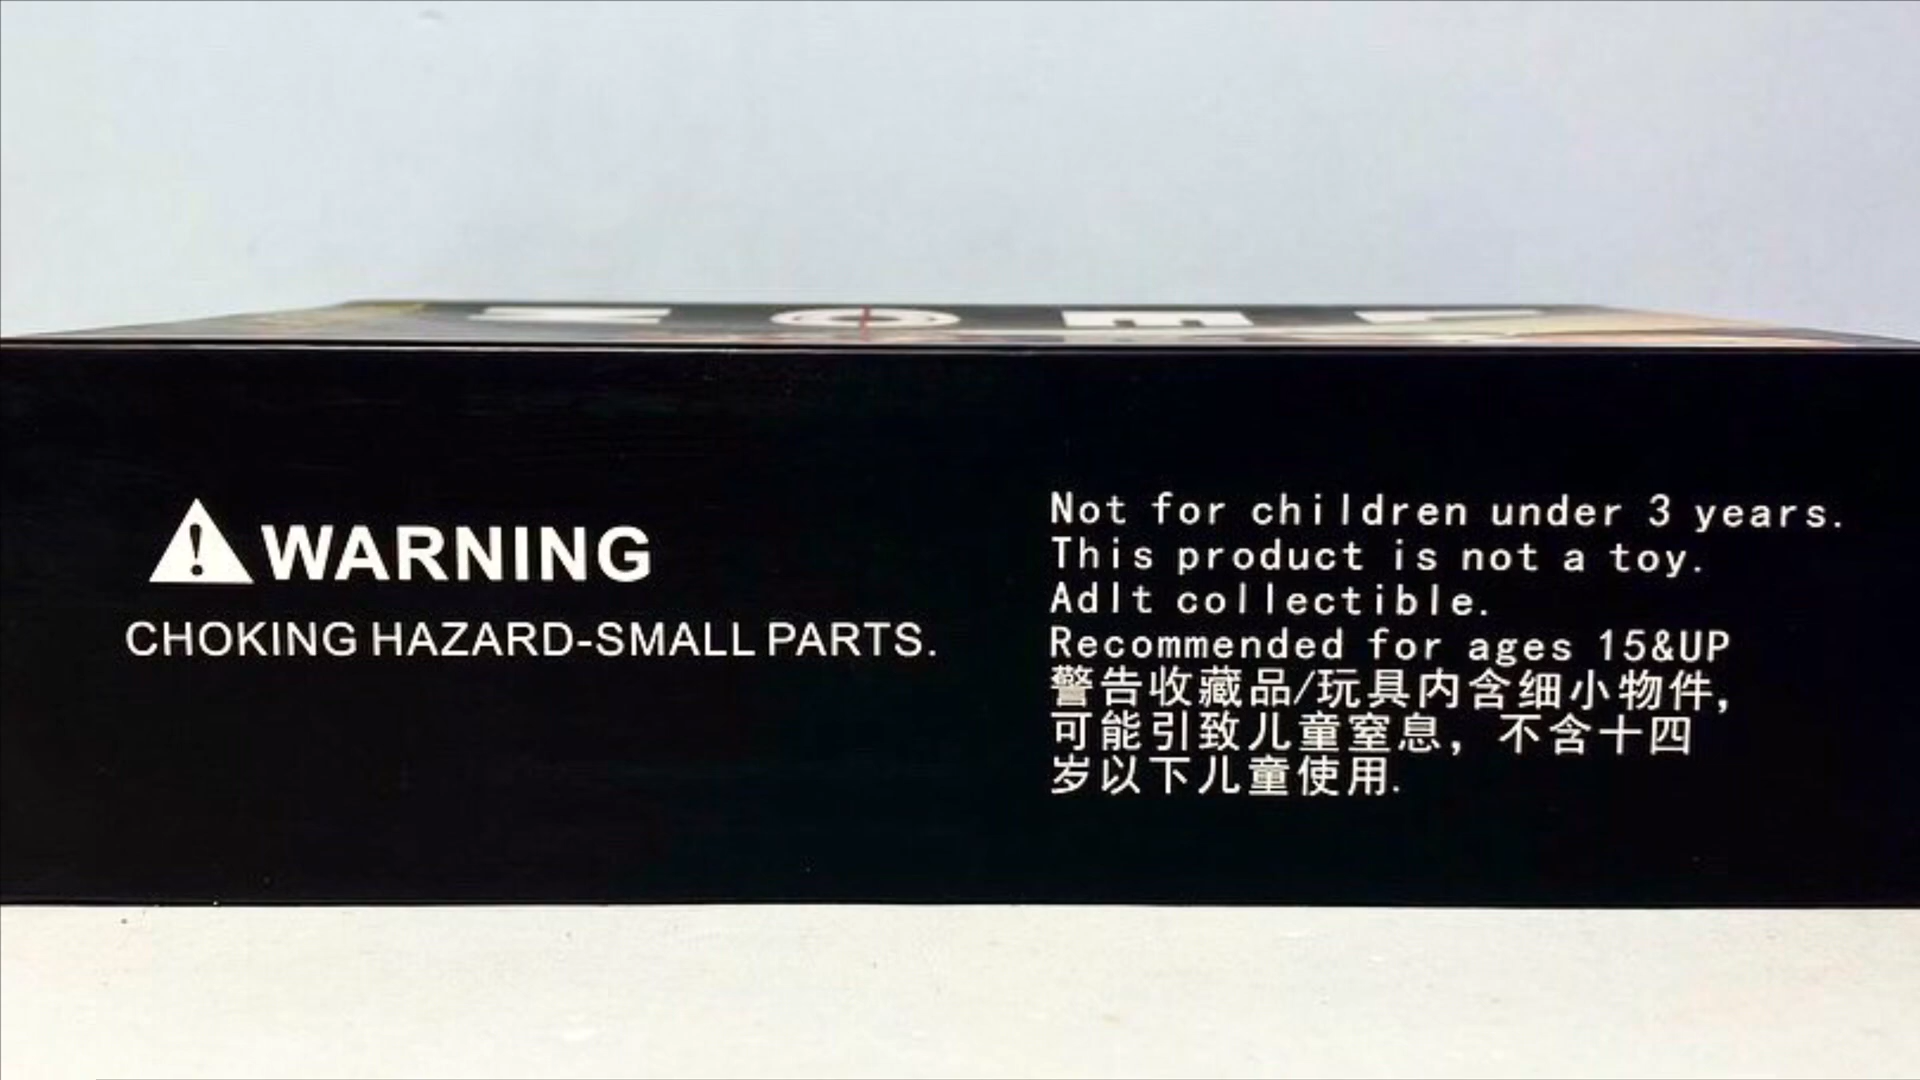 WARNING
CHOKING HAZARD-SMALL PARTS.
Not for children under 3 years.
This product is not a toy.
Adlt collectible.
Recommended for ages 15&UP
警告收藏品/玩具内含细小物件,
可能引致儿童窒息，不含十四
岁以下儿童使用.